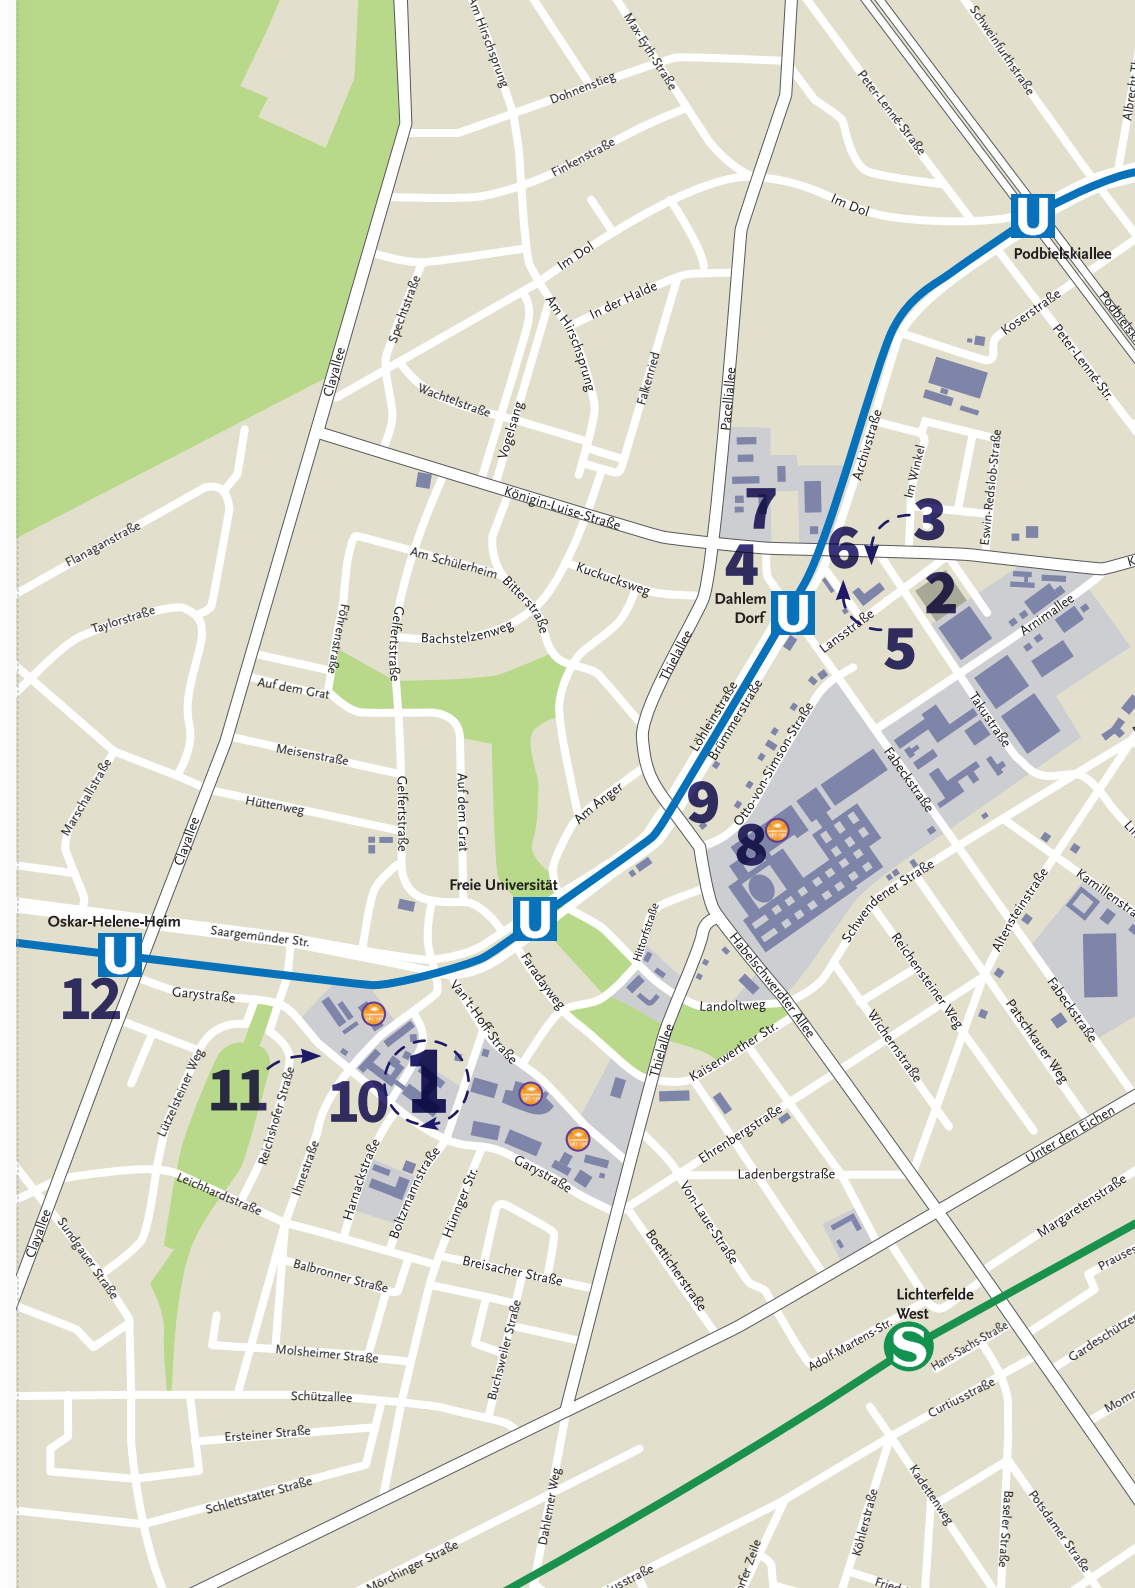 Am Hirschsprung
Max-Eyth-Straße
Schweinfurthstraße
Dohnenstieg
Peter-Lenné-Straße
Finkenstraße
Im Dol
U
Podbielskiallee
Im Dol
In der Halde
Spechtstraße
Am Hirschsprung
Koserstraße
Peter-Lenné-Str.
Clayallee
Falkenried
Pacelliallee
Wachtelstraße
Vogelsang
Archivstraße
Im Winkel
Eswin-Redslob-Straße
Königin-Luise-Straße
7
3
6
4
Flanaganstraße
Am Schülerheim
Kuckucksweg
Bitterstraße
2
Dahlem
Dorf
U
Taylorstraße
Föhrenstraße
Gelfertstraße
Bachstelzenweg
Lansstraße
Arnimallee
5
Thielallee
Auf dem Grat
Löhleinstraße
Brümmerstraße
Takustraße
Otto-von-Simson-Straße
Meisenstraße
Fabeckstraße
Marschallstraße
Hüttenweg
Gelfertstraße
Auf dem Grat
Am Anger
9
8
Clayallee
Freie Universität
U
Schwendener Straße
Altensteinstraße
Oskar-Helene-Heim
U
Saargemünder Str.
Hittorfstraße
Habelschwerdter Allee
Reichensteiner Weg
Faradayweg
12
Garystraße
Van't-Hoff-Straße
Landoltweg
Fabeckstraße
Patschkauer Weg
Wichernstraße
Kaiserwerther Str.
Thielallee
Lützelsteiner Weg
11
Reichshofer Straße
10
1
Ehrenbergstraße
Unter den Eichen
Ihnestraße
Harnackstraße
Boltzmannstraße
Hünnger Str.
Garystraße
Ladenbergstraße
Leichhardtstraße
Von-Laue-Straße
Margaretenstraße
Clayallee
Sundgauer Straße
Boetticherstraße
Balbronner Straße
Breisacher Straße
Lichterfelde
West
S
Adolf-Martens-Str.
Hans-Sachs-Straße
Molsheimer Straße
Buchsweiler Straße
Schützallee
Curtiusstraße
Ersteiner Straße
Schlettstatter Straße
Dahlemer Weg
Kadettenweg
Köhlerstraße
Baseler Straße
Potsdamer Straße
Mörchinger Straße